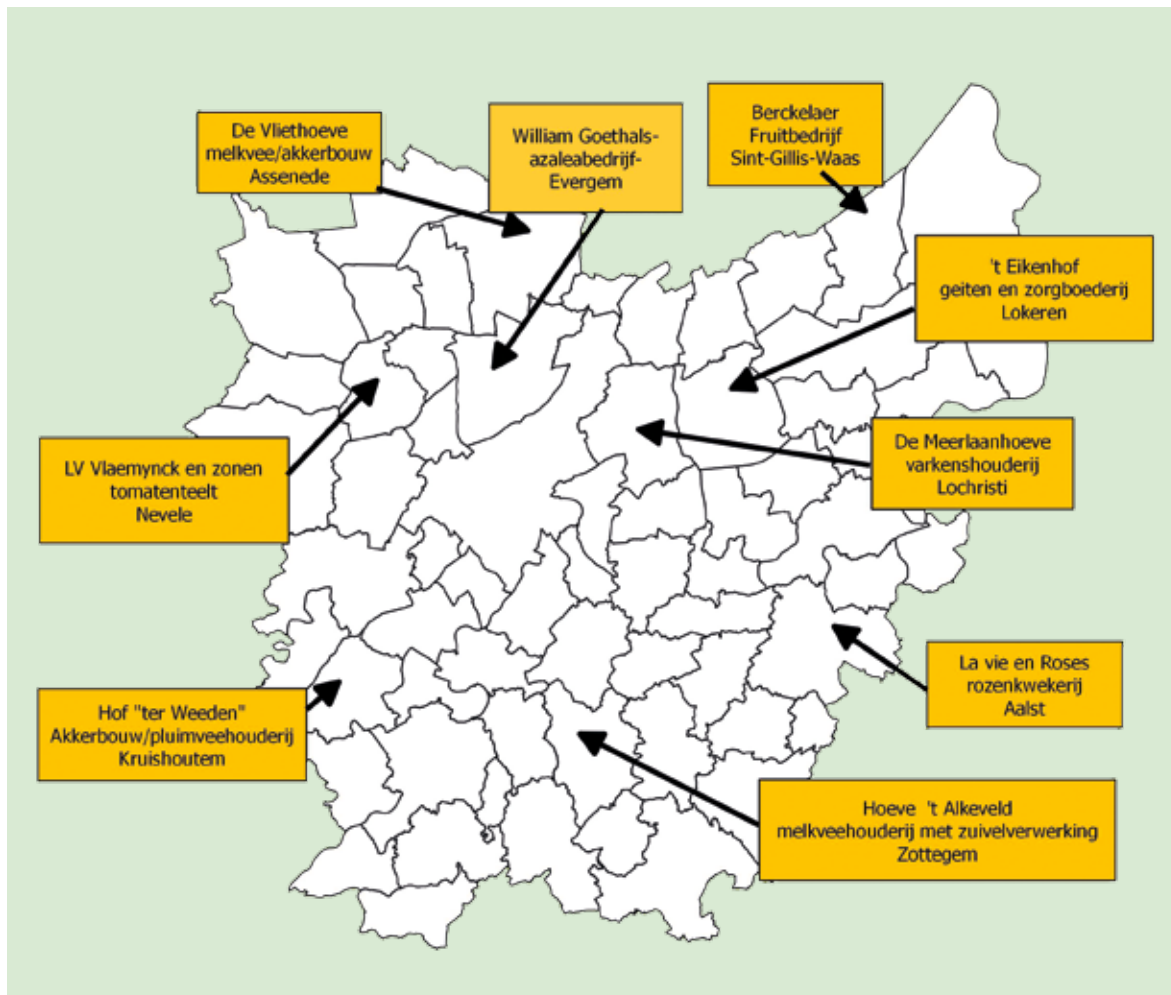 De Vliethoeve
melkvee/akkerbouw
Assenede
William Goethals-
azaleabedrijf-
Evergem
Berckelaer
Fruitbedrijf
Sint-Gillis-Waas
't Eikenhof
geiten en zorgboederij
Lokeren
LV Vlaemynck en zonen
tomatenteelt
Nevele
De Meerlaanhoeve
varkenshouderij
Lochristi
La vie en Roses
rozenkwekerij
Aalst
Hof "ter Weeden"
Akkerbouw/pluimveehouderij
Kruishoutem
Hoeve 't Alkeveld
melkveehouderij met zuivelverwerking
Zottegem